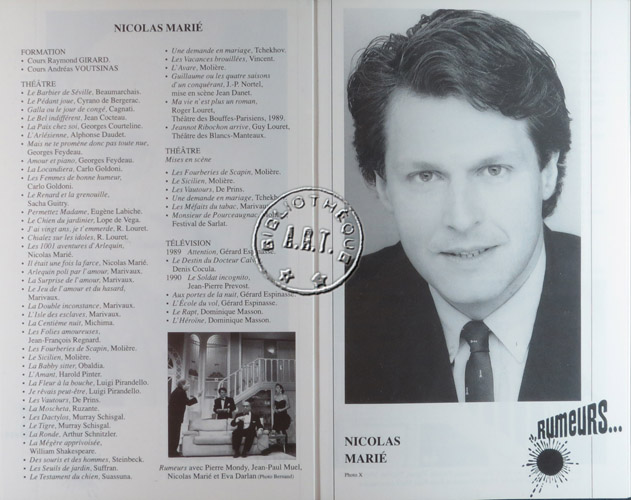 NICOLAS MARIÉ
FORMATION
• Cours Raymond GIRARD.
• Cours Andréas VOUTSINAS
THÉÂTRE
• Le Barbier de Séville, Beaumarchais.
• Le Pédant joue, Cyrano de Bergerac.
• Galla ou le jour de congé, Cagnati.
• Le Bel indifférent, Jean Cocteau.
• La Paix chez soi, Georges Courteline.
• L'Arlésienne, Alphonse Daudet.
• Mais ne te promène donc pas toute nue,
Georges Feydeau.
• Amour et piano, Georges Feydeau.
• La Locandiera, Carlo Goldoni.
• Les Femmes de bonne humeur,
Carlo Goldoni.
• Le Renard et la grenouille,
Sacha Guitry.
• Permettez Madame, Eugène Labiche.
• Le Chien du jardinier, Lope de Vega.
• J'ai vingt ans, je t'emmerde, R. Louret.
• Chialez sur les idoles, R. Louret.
• Les 1001 aventures d'Arlequin,
Nicolas Marié.
• Il était une fois la farce, Nicolas Marié.
• Arlequin poli par l'amour, Marivaux.
• La Surprise de l'amour, Marivaux.
• Le Jeu de l'amour et du hasard,
Marivaux.
• La Double inconstance, Marivaux.
• L'Isle des esclaves, Marivaux.
• La Centième nuit, Michima.
• Les Folies amoureuses,
Jean-François Regnard.
• Les Fourberies de Scapin, Molière.
• Le Sicilien, Molière.
• La Babby sitter, Obaldia.
• L'Amant, Harold Pinter.
• La Fleur à la bouche, Luigi Pirandello.
• Je rêvais peut-être, Luigi Pirandello.
• Les Vautours, De Prins.
• La Moscheta, Ruzante.
• Les Dactylos, Murray Schisgal.
• Le Tigre, Murray Schisgal.
• La Ronde, Arthur Schnitzler.
• La Mégère apprivoisée,
William Shakespeare.
• Des souris et des hommes, Steinbeck.
• Les Seuils de jardin, Suffran.
• Le Testament du chien, Suassuna.
• Une demande en mariage, Tchekhov.
• Les Vacances brouillées, Vincent.
• L'Avare, Molière.
• Guillaume ou les quatre saisons
d'un conquérant, J.-P. Nortel,
mise en scène Jean Danet.
• Ma vie n'est plus un roman,
Roger Louret,
Théâtre des Bouffes-Parisiens, 1989.
• Jeannot Ribochon arrive, Guy Louret,
Théâtre des Blancs-Manteaux.
THÉÂTRE
Mises en scène
• Les Fourberies de Scapin, Molière.
• Le Sicilien, Molière.
• Les Vautours, De Prins.
• Une demande en mariage,
• Les Méfaits du tabac,
• Monsieur de Pourceaugnac,
Festival de Sarlat.
TÉLÉVISION
1989 Attention, Gérard Espinasse.
• Le Destin du Docteur
Denis Cocula.
1990 Le Soldat incognito,
Jean-Pierre Prevost.
• Aux portes de la nuit, Gérard Espinasse.
• L'École du vol, Gérard Espinasse.
• Le Rapt, Dominique Masson.
• L'Héroïne, Dominique Masson.
Rumeurs avec Pierre Mondy, Jean-Paul Muel,
Nicolas Marié et Eva Darlan (Photo Bernand)
BIBLIOTHÈQUE
A.R.T.
NICOLAS
MARIÉ
Photo X
RUMEURS...